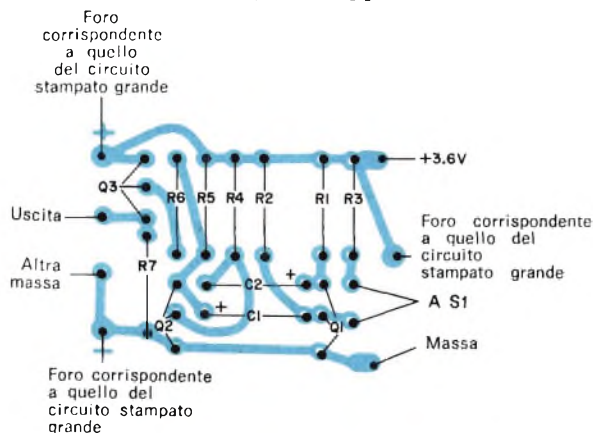 Foro
corrispondente
a quello
del circuito
stampato grande
+
+3.6V
Q3
R6
R5
R4
R2
R1
R3
Uscita
Foro corrispondente
a quello del
circuito
stampato grande
Altra
massa
R7
C2
+
+
C1
A S1
Q2
Q1
Massa
Foro corrispondente
a quello del
circuito stampato
grande